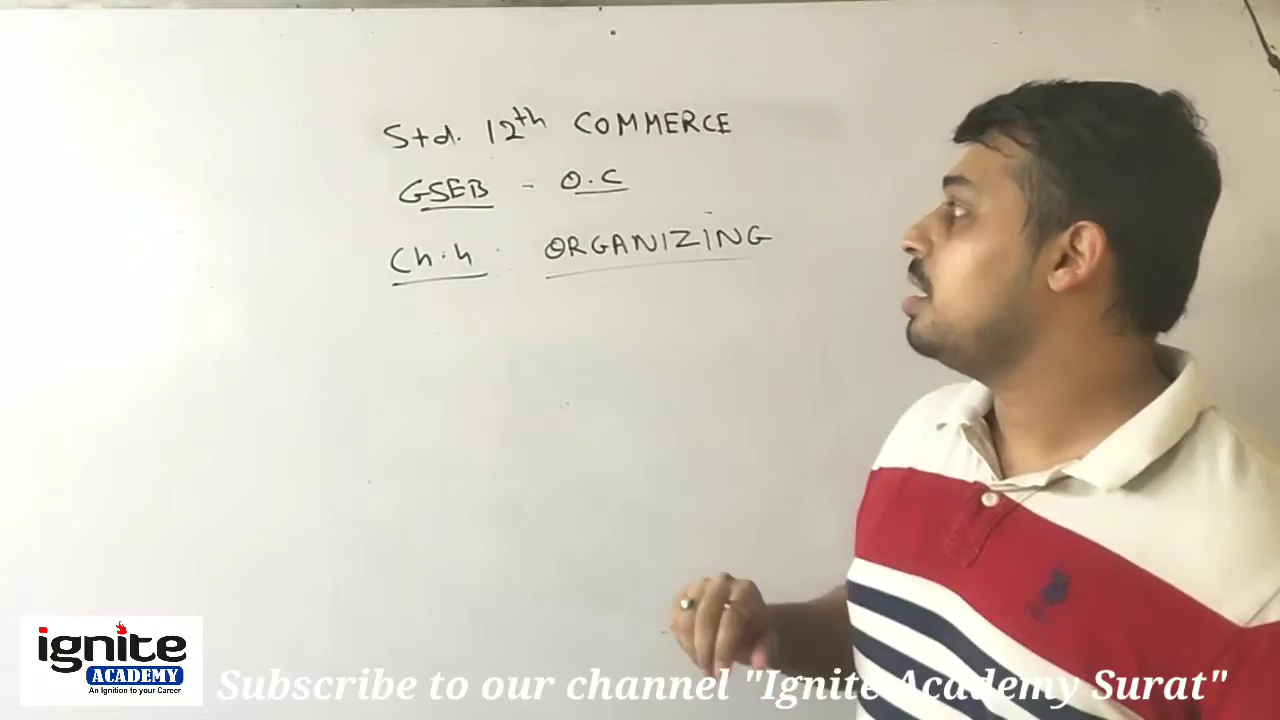 Std. 12th COMMERCE
GSEB - O.C
Ch.4. ORGANIZING
ignite
ACADEMY
An Ignition to your Career
Subscribe to our channel "Ignite Academy Surat"